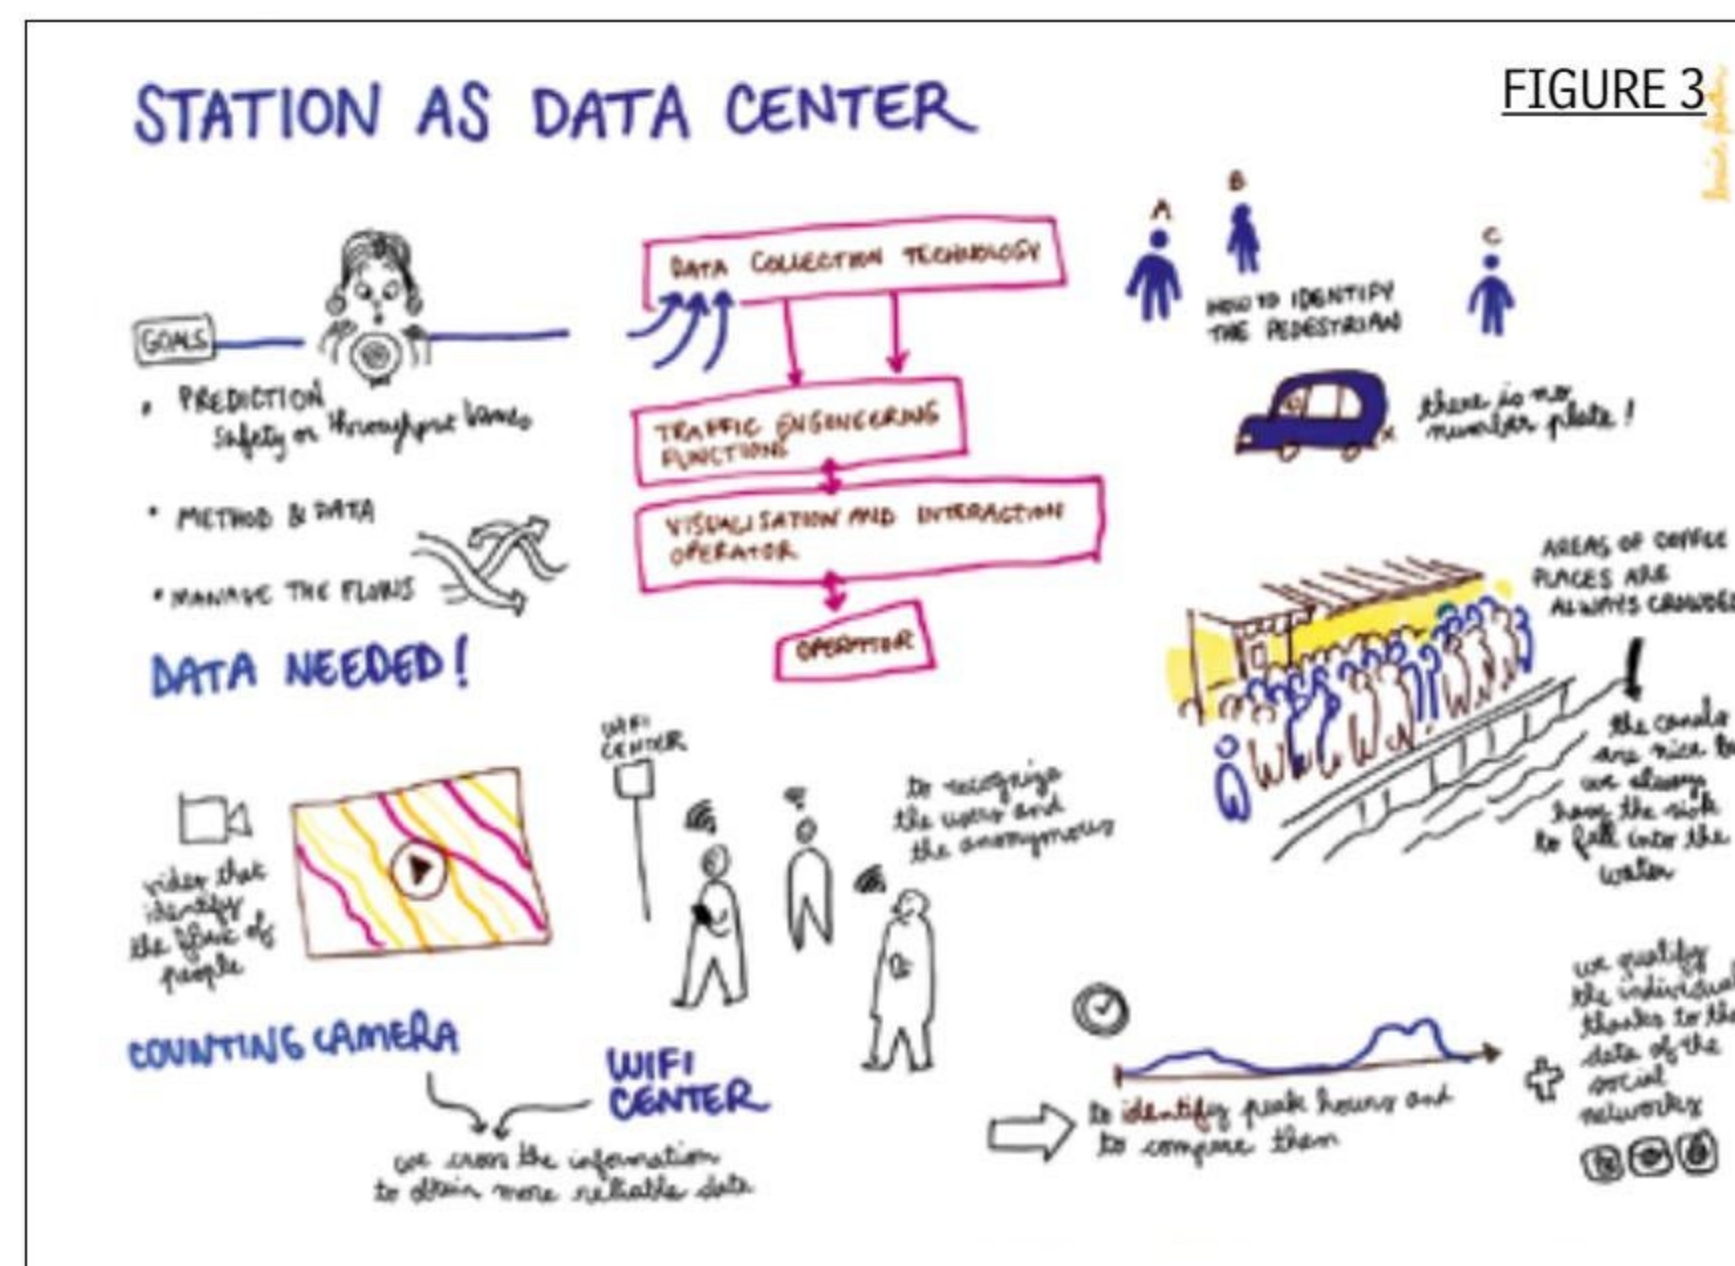 FIGURE 3
STATION AS DATA CENTER
GOALS
• PREDICTION
safety or throughput
• METHOD & DATA
• MANAGE THE FLOWS
DATA NEEDED!
DATA COLLECTION TECHNOLOGY
TRAFFIC ENGINEERING
FUNCTIONS
VISUALISATION AND INTERACTION
OPERATOR
OPERATOR
A
B
C
HOW TO IDENTIFY
THE PEDESTRIAN
there is no
number plate!
AREAS OF COFFEE
PLACES ARE
ALWAYS CROWDED
the canals
are nice
we always
have the risk
to fall into the
water
video that
identify
the flux of
people
COUNTING CAMERA
WIFI
CENTER
to recognize
the users and
the anonymous
WIFI
CENTER
we cross the information
to obtain more reliable data
to identify peak hours and
to compare them
we qualify
the individual
thanks to the
data of the
social
networks